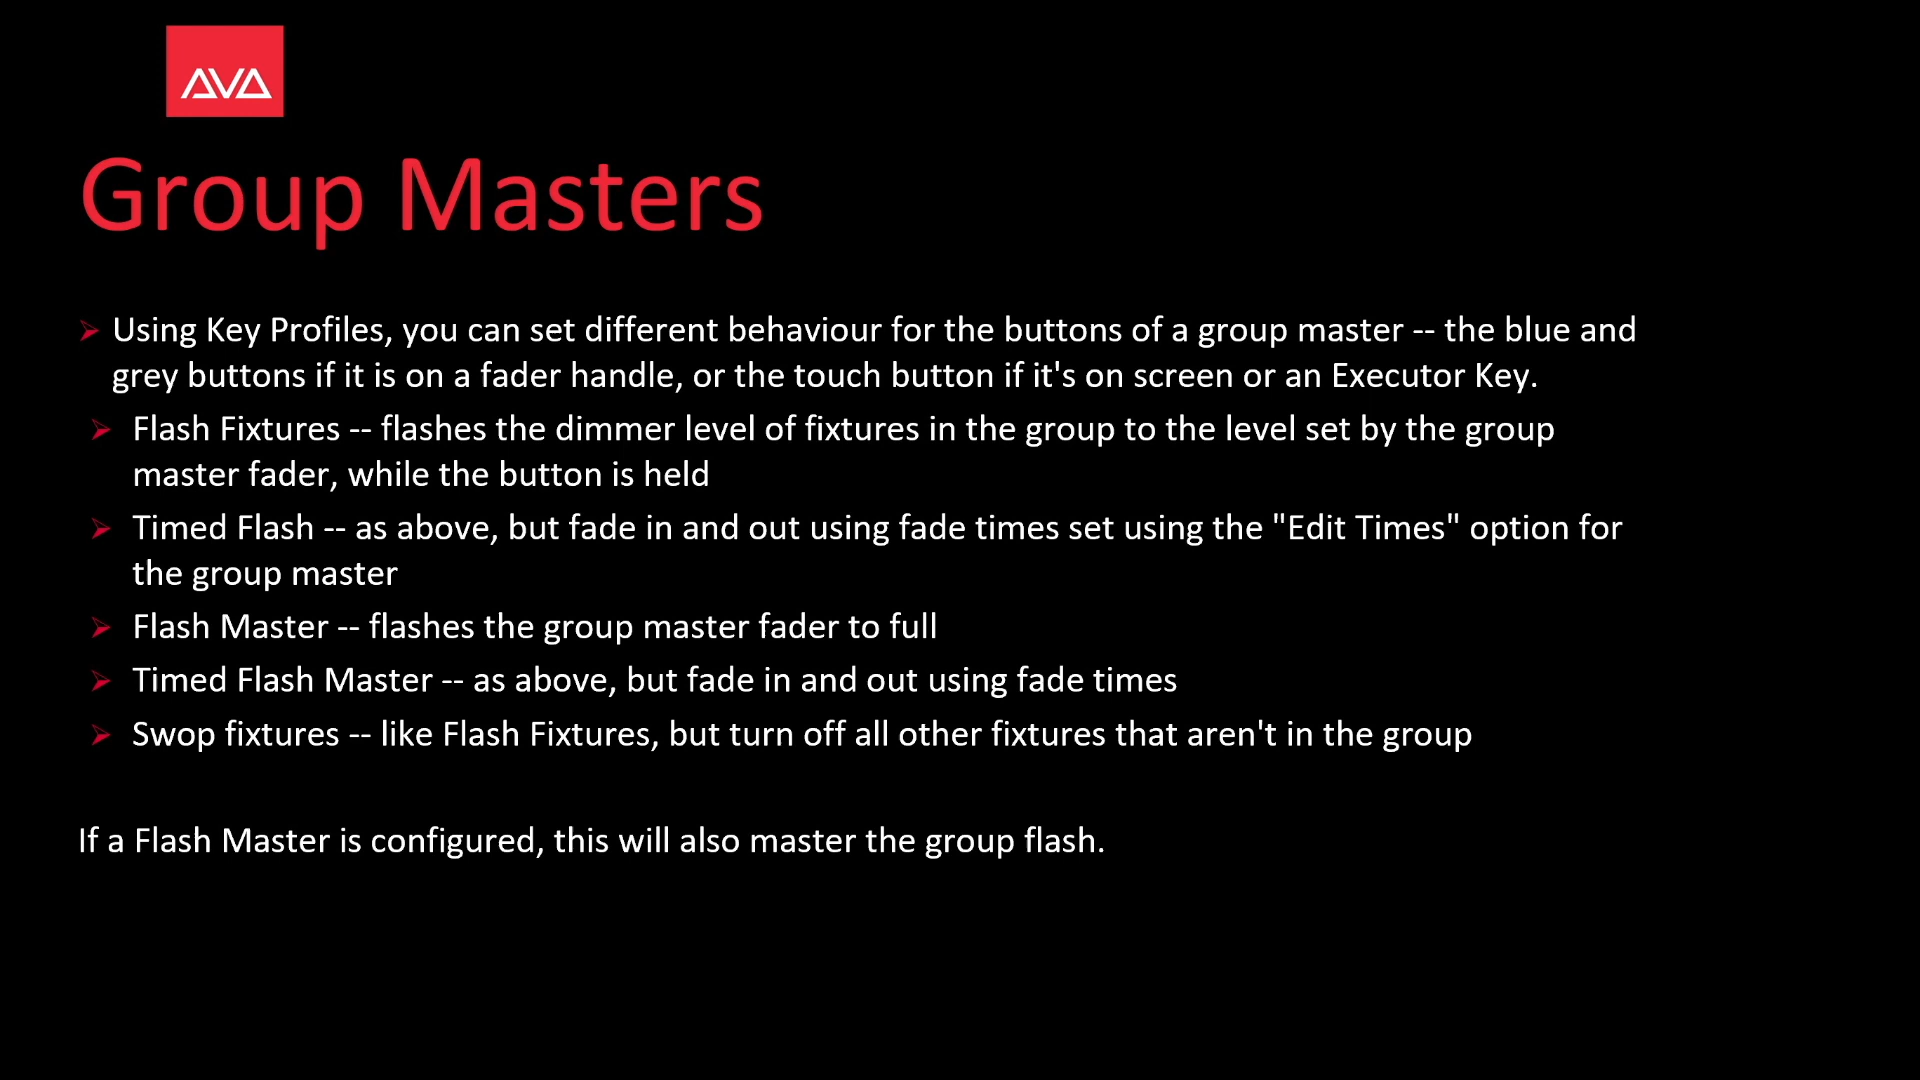 AVA
Group Masters
Using Key Profiles, you can set different behaviour for the buttons of a group master -- the blue and
grey buttons if it is on a fader handle, or the touch button if it's on screen or an Executor Key.
Flash Fixtures -- flashes the dimmer level of fixtures in the group to the level set by the group
master fader, while the button is held
Timed Flash -- as above, but fade in and out using fade times set using the "Edit Times" option for
the group master
Flash Master -- flashes the group master fader to full
Timed Flash Master -- as above, but fade in and out using fade times
Swop fixtures -- like Flash Fixtures, but turn off all other fixtures that aren't in the group
If a Flash Master is configured, this will also master the group flash.